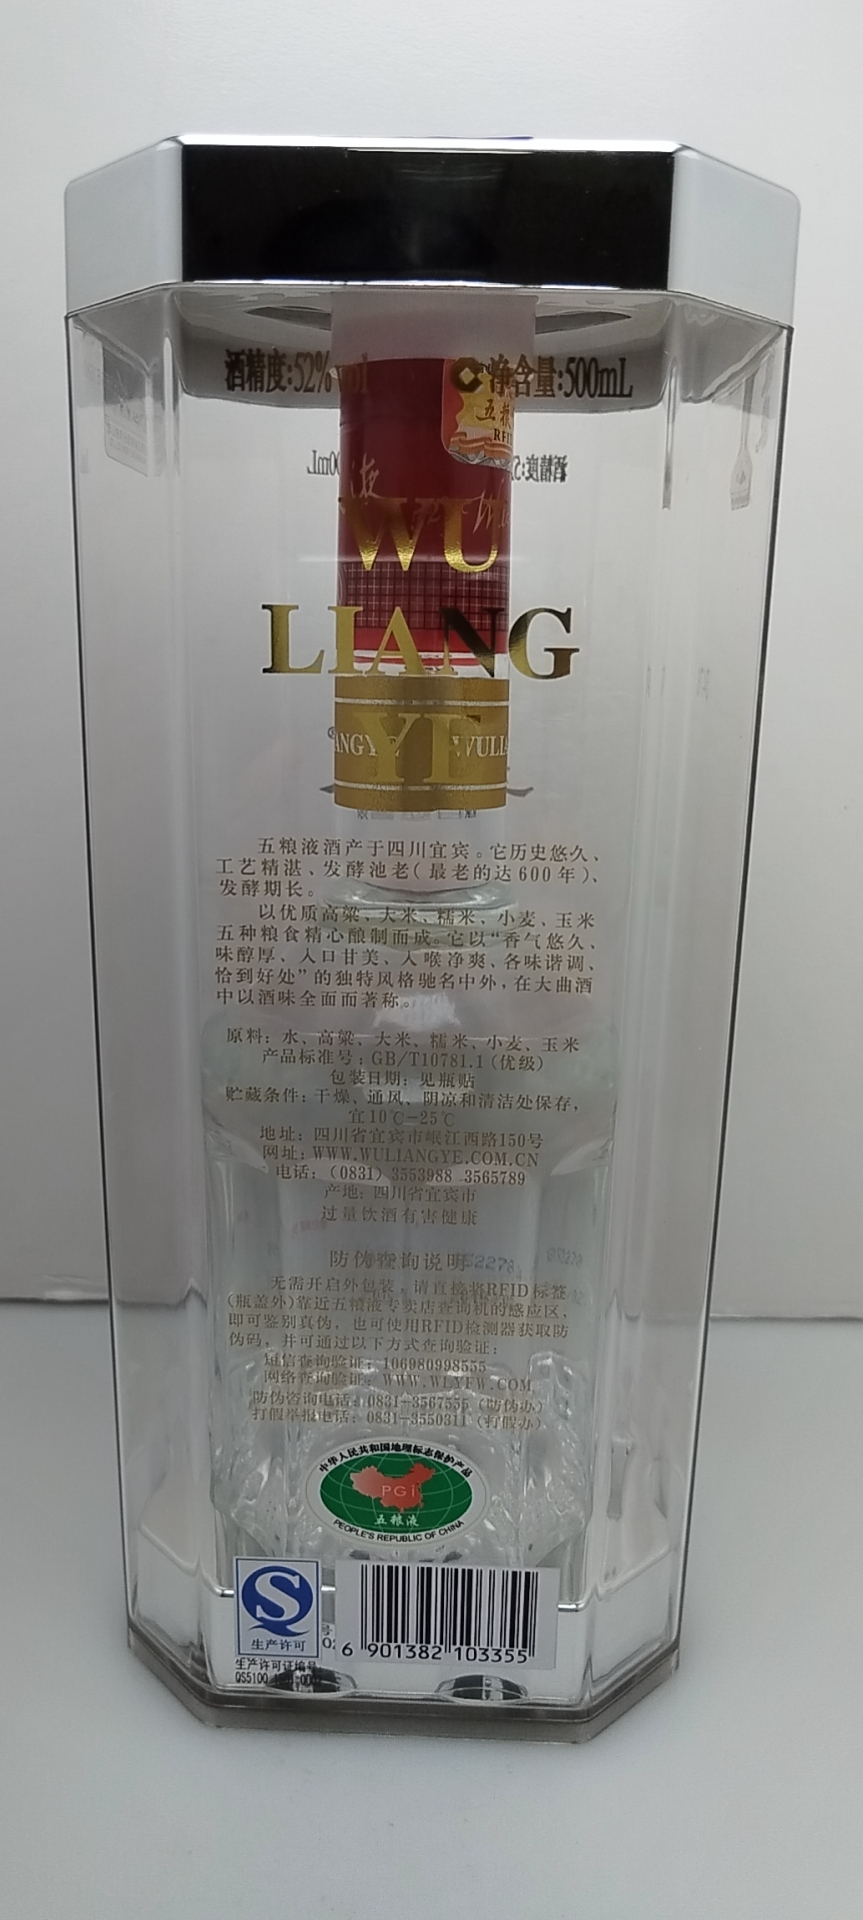 酒精度:52%vol 净含量:500mL
五粮
RFI
WU
LIANG
YE
ANGYE WULIA
五粮液酒产于四川宜宾。它历史悠久、
工艺精湛、发酵池老(最老的达600年)、
发酵期长。
以优质高粱、大米、糯米、小麦、玉米
五种粮食精心酿制而成。它以“香气悠久、
味醇厚、入口甘美、入喉净爽、各味谐调、
恰到好处”的独特风格驰名中外,在大曲酒
中以酒味全面而著称。
原料: 水、高粱、大米、糯米、小麦、玉米
产品标准号: GB/T10781.1(优级)
包装日期: 见瓶贴
贮藏条件: 干燥、通风、阴凉和清洁处保存,
宜10℃-25℃
地址: 四川省宜宾市岷江西路150号
网址: WWW.WULIANGYE.COM.CN
电话: (0831) 3553988 3565789
产地: 四川省宜宾市
过量饮酒有害健康
防伪查询说明
无需开启外包装,请直接将RFID标签
(瓶盖外)靠近五粮液专卖店查询机的感应区,
即可鉴别真伪,也可使用RFID检测器获取防
伪码,并可通过以下方式查询验证:
短信查询验证: 106980998555
网络查询验证: WWW.WLYFW.COM
防伪咨询电话: 0831-3567555 (防伪办)
打假举报电话: 0831-3550311 (打假办)
中华人民共和国地理标志保护产品
PGI
五粮液
PEOPLE'S REPUBLIC OF CHINA
生产许可
生产许可证编号
QS5100
6 901382 103355